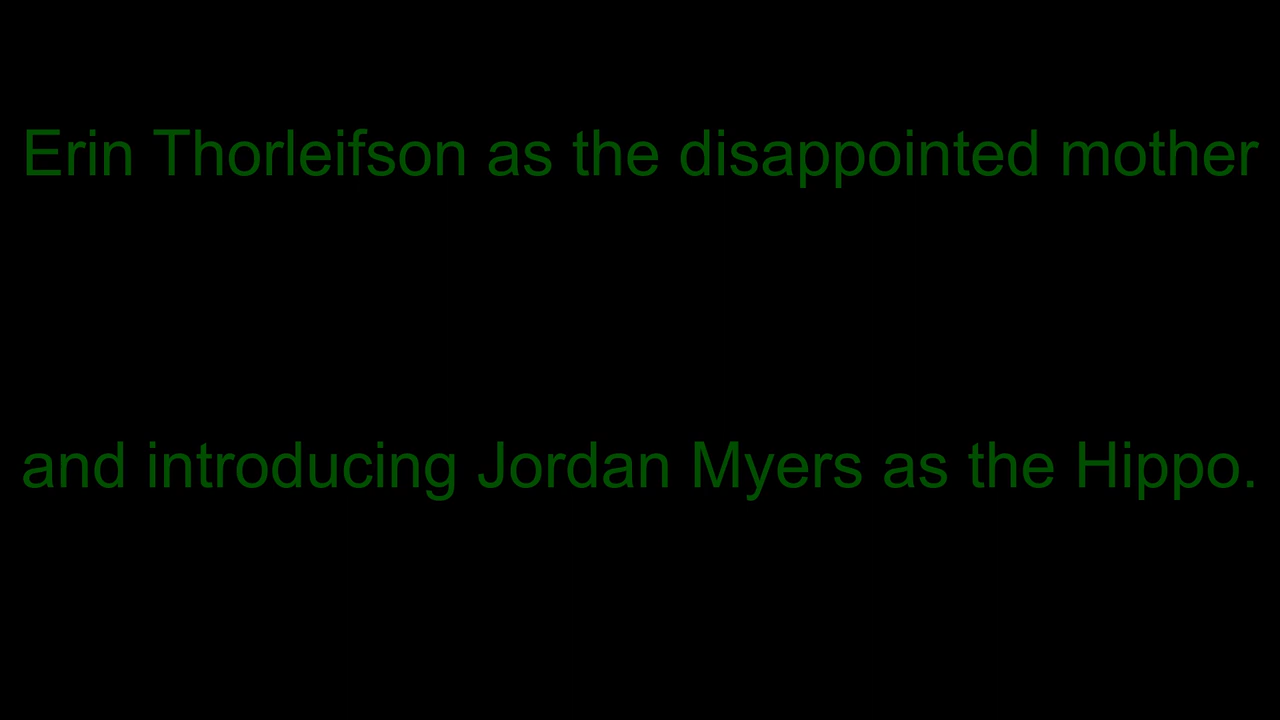 Erin Thorleifson as the disappointed mother
and introducing Jordan Myers as the Hippo.